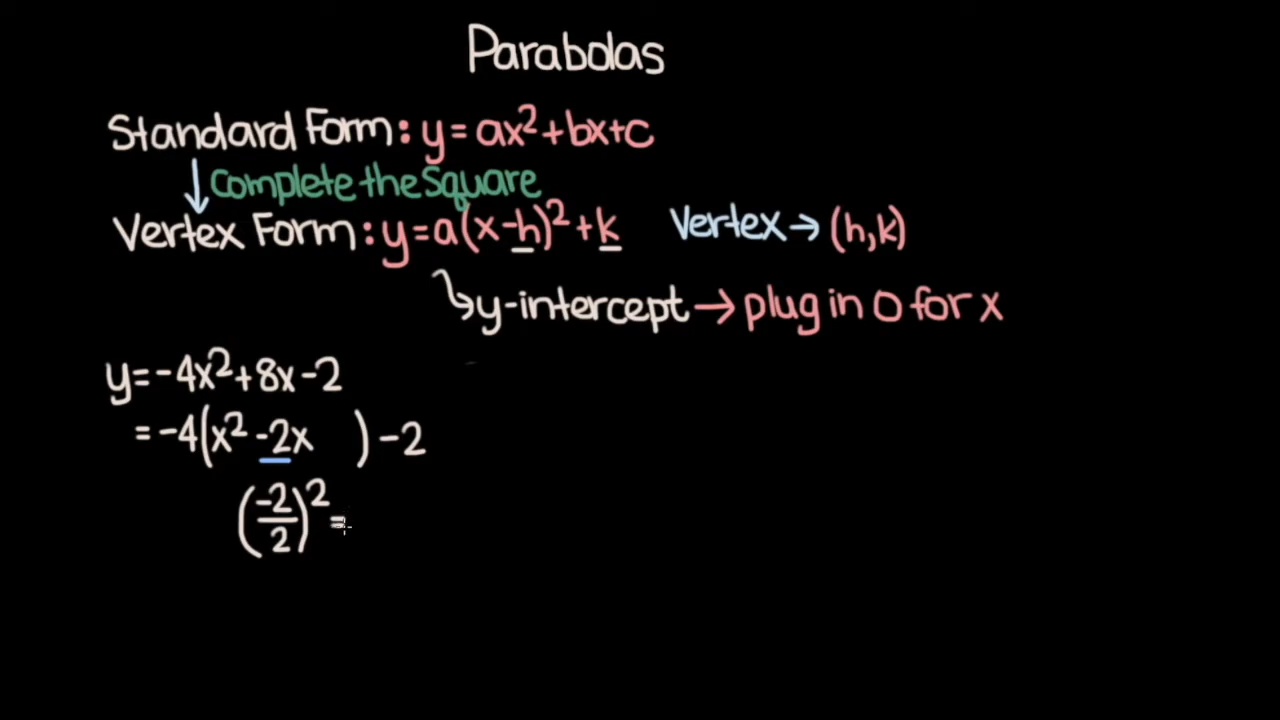 Parabolas
Standard Form: y=ax²+bx+c
↓ Complete the Square
Vertex Form: y=a(x-h)²+k Vertex → (h,k)
↳ y-intercept → plug in 0 for x
y=-4x²+8x-2
=-4(x²-2x )-2
(-2/2)²=